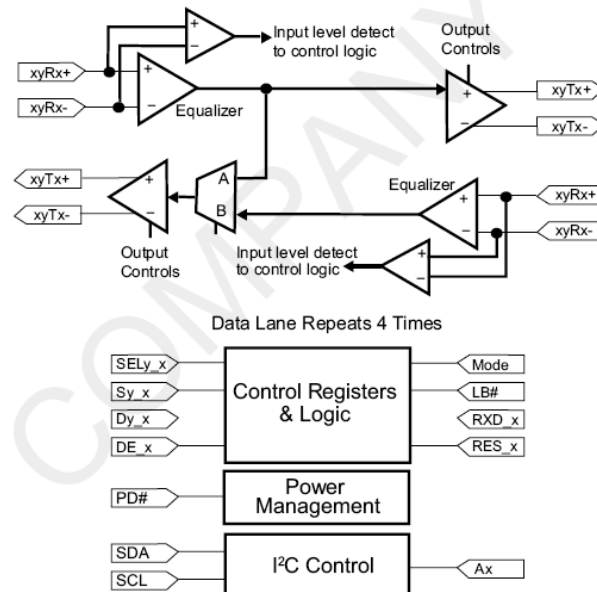 Input level detect
to control logic
Output
Controls
xyRx+
+
−
xyRx-
+
−
Equalizer
+
−
xyTx+
xyTx-
xyTx+
xyTx-
+
−
A
B
Output
Controls
Equalizer
+
−
xyRx+
xyRx-
Input level detect
to control logic
+
−
Data Lane Repeats 4 Times
SELy_x
Sy_x
Dy_x
DE_x
Control Registers
& Logic
Mode
LB#
RXD_x
RES_x
PD#
Power
Management
SDA
SCL
I²C Control
Ax
COMPANY